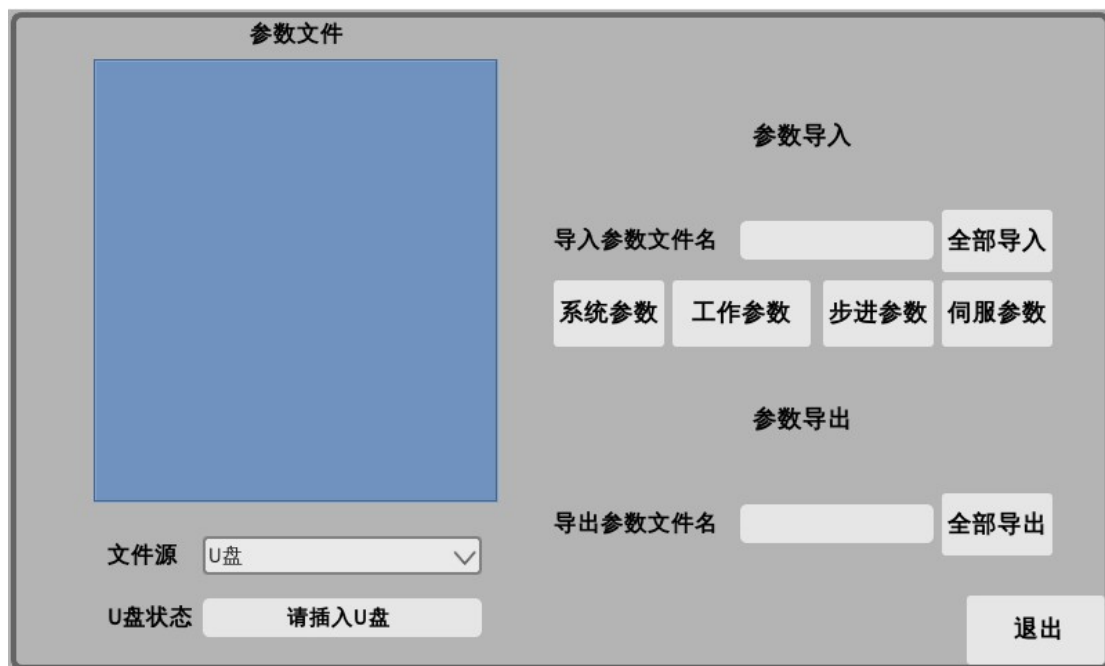 参数文件
参数导入
导入参数文件名
全部导入
系统参数 工作参数 步进参数 伺服参数
参数导出
导出参数文件名
全部导出
文件源 U盘
U盘状态 请插入U盘
退出